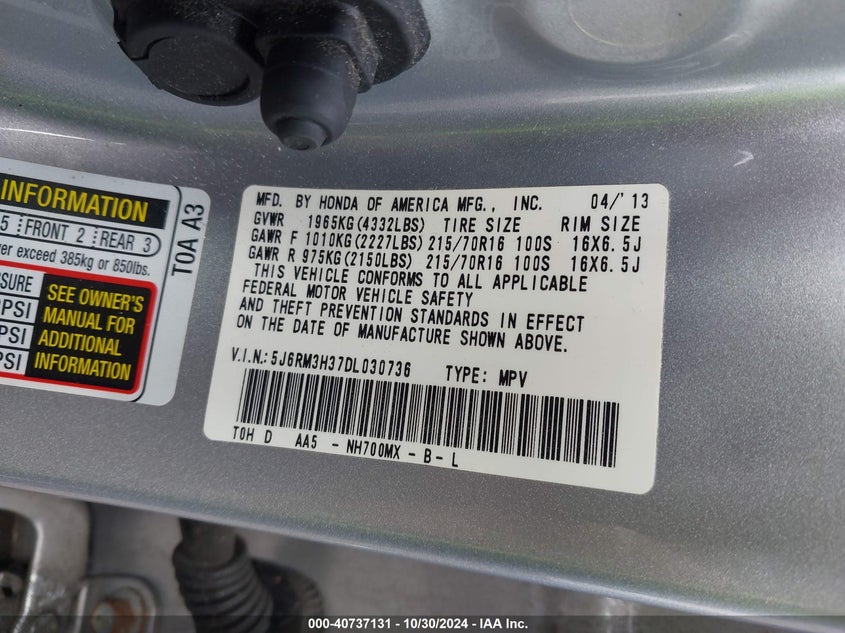 INFORMATION
5 FRONT 2 REAR 3
exceed 385kg or 850lbs.
SEE OWNER'S
MANUAL FOR
ADDITIONAL
INFORMATION
PSI
PSI
PSI
T0A A3
MFD. BY HONDA OF AMERICA MFG., INC. 04/'13
GVWR 1965KG(4332LBS) TIRE SIZE RIM SIZE
GAWR F 1010KG(2227LBS) 215/70R16 100S 16X6.5J
GAWR R 975KG(2150LBS) 215/70R16 100S 16X6.5J
THIS VEHICLE CONFORMS TO ALL APPLICABLE
FEDERAL MOTOR VEHICLE SAFETY
AND THEFT PREVENTION STANDARDS IN EFFECT
ON THE DATE OF MANUFACTURE SHOWN ABOVE.
V.I.N.: 5J6RM3H37DL030736 TYPE: MPV
T0H D AA5 - NH700MX - B - L
000-40737131 - 10/30/2024 - IAA Inc.